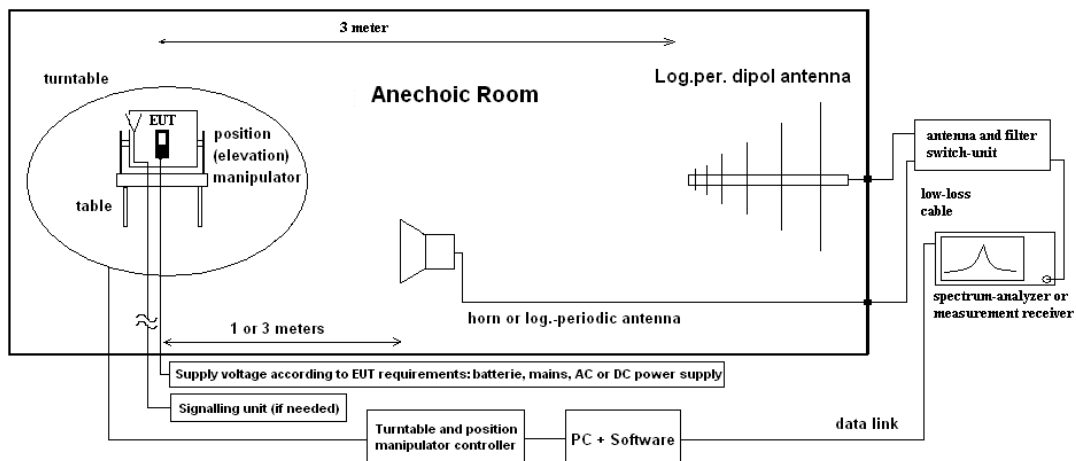 3 meter
turntable
Log.per. dipol antenna
Anechoic Room
EUT
position
(elevation)
manipulator
table
antenna and filter
switch-unit
low-loss
cable
spectrum-analyzer or
measurement receiver
horn or log.-periodic antenna
1 or 3 meters
Supply voltage according to EUT requirements: batterie, mains, AC or DC power supply
Signalling unit (if needed)
Turntable and position
manipulator controller
PC + Software
data link